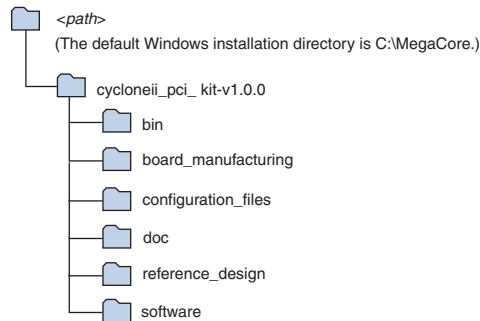 <path>
(The default Windows installation directory is C:\MegaCore.)
cycloneii_pci_ kit-v1.0.0
bin
board_manufacturing
configuration_files
doc
reference_design
software